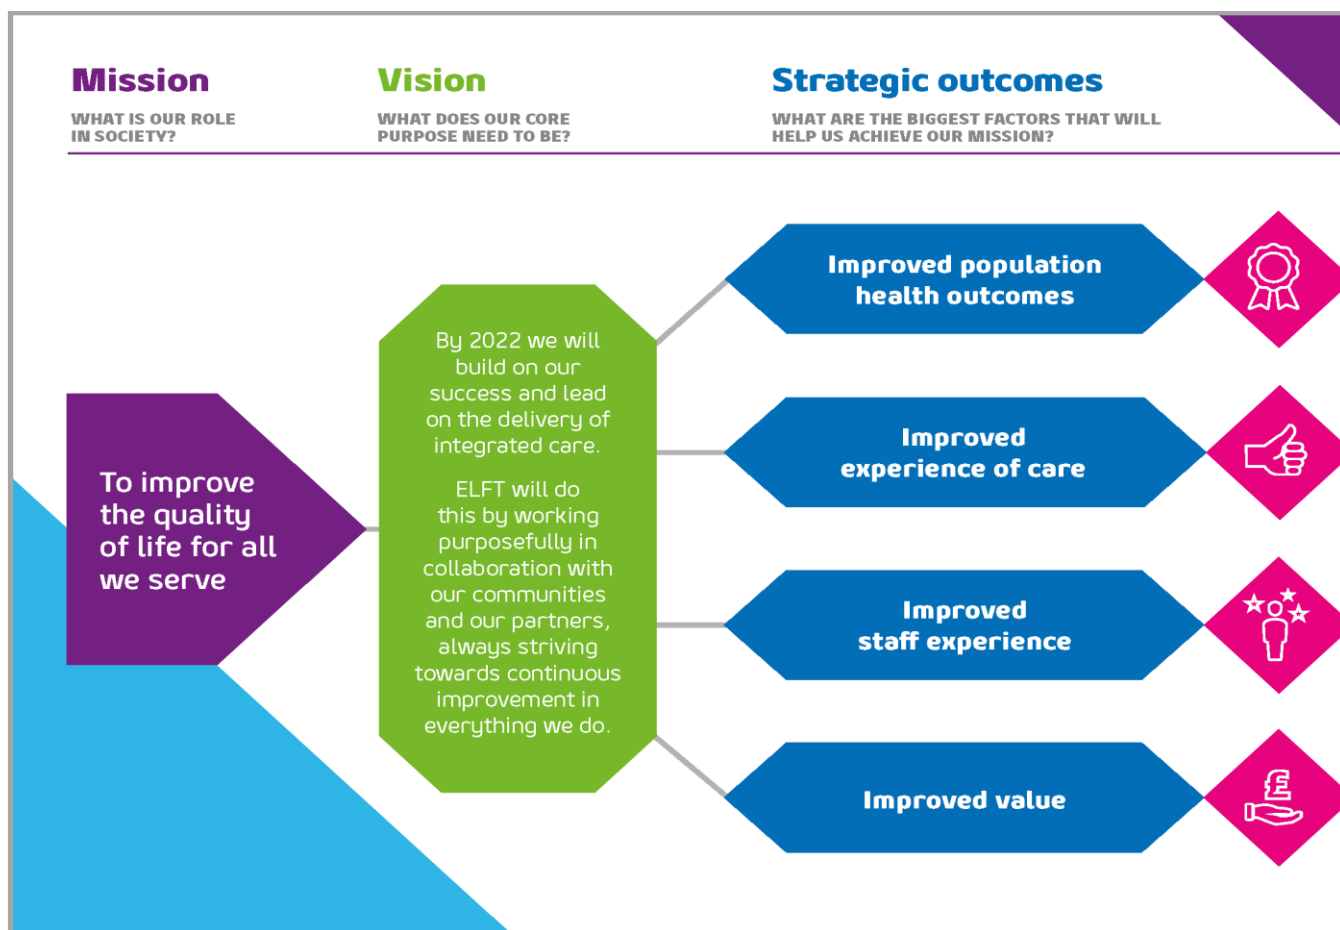 Mission
WHAT IS OUR ROLE
IN SOCIETY?
Vision
WHAT DOES OUR CORE
PURPOSE NEED TO BE?
Strategic outcomes
WHAT ARE THE BIGGEST FACTORS THAT WILL
HELP US ACHIEVE OUR MISSION?
To improve
the quality
of life for all
we serve
By 2022 we will
build on our
success and lead
on the delivery of
integrated care.
ELFT will do
this by working
purposefully in
collaboration with
our communities
and our partners,
always striving
towards continuous
improvement in
everything we do.
Improved population
health outcomes
Improved
experience of care
Improved
staff experience
Improved value
£